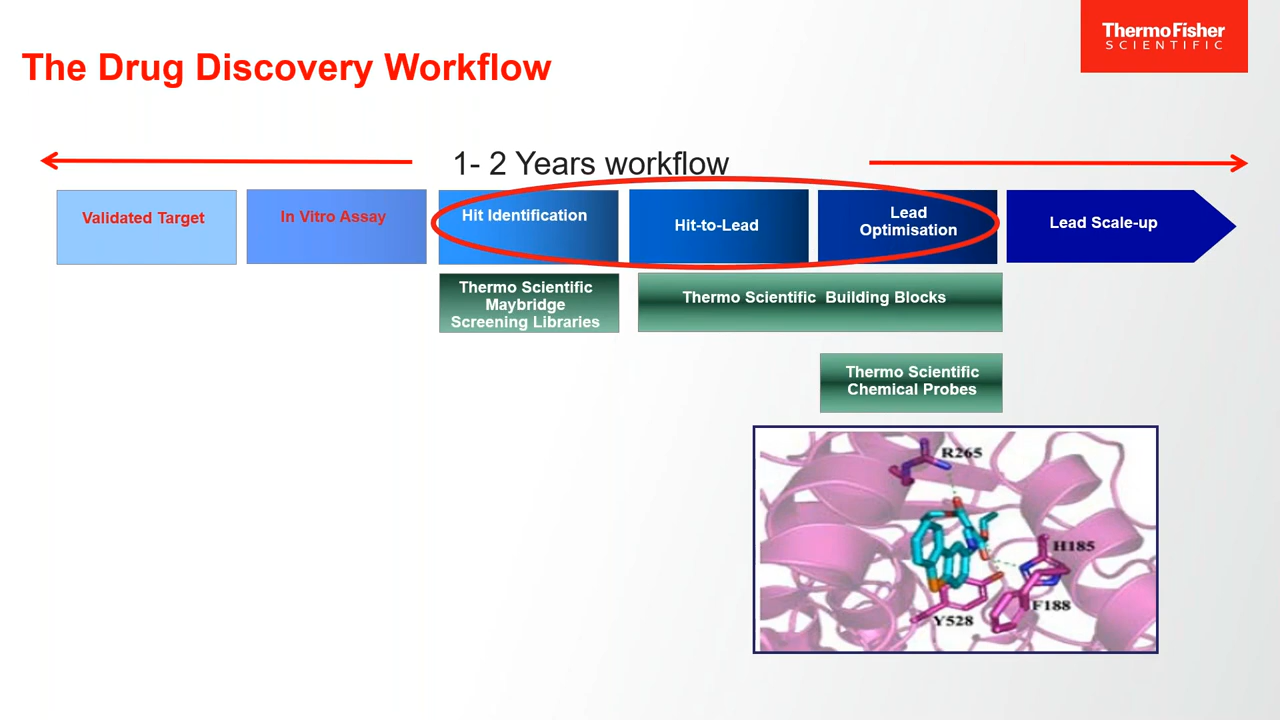 ThermoFisher
SCIENTIFIC
The Drug Discovery Workflow
1- 2 Years workflow
Validated Target
In Vitro Assay
Hit Identification
Hit-to-Lead
Lead
Optimisation
Lead Scale-up
Thermo Scientific
Maybridge
Screening Libraries
Thermo Scientific Building Blocks
Thermo Scientific
Chemical Probes
R265
H185
F188
Y528